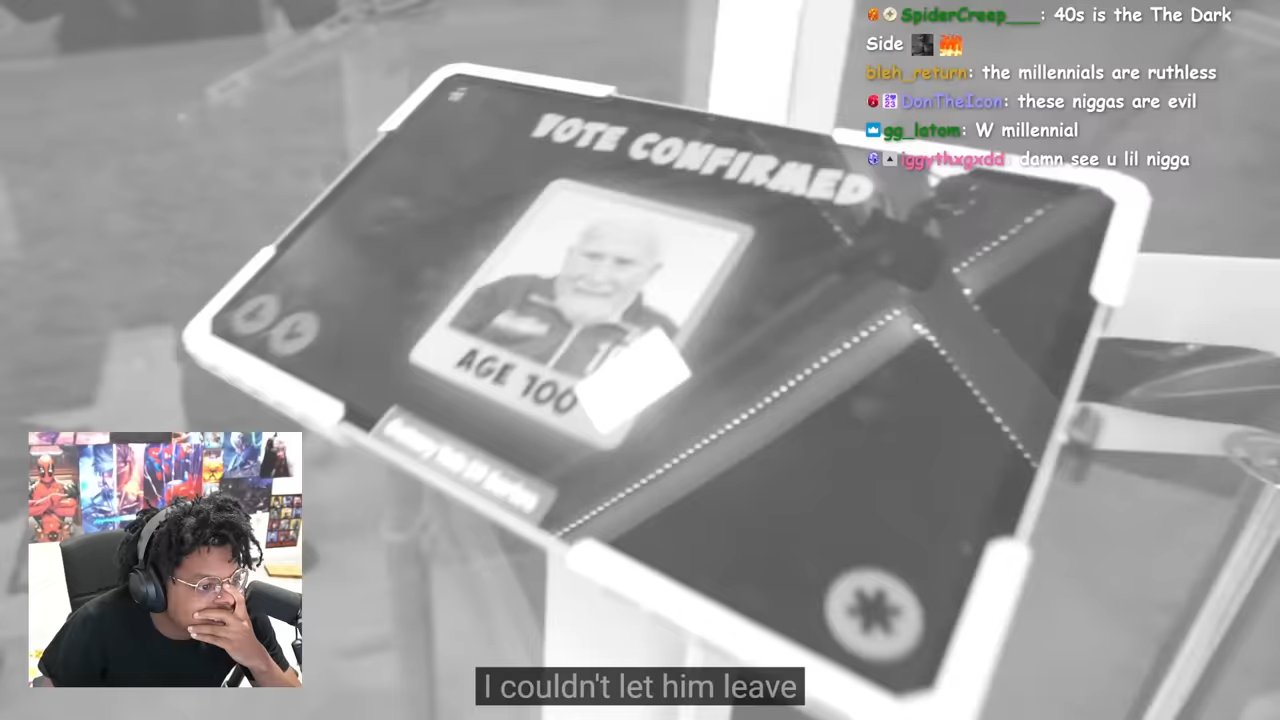 SpiderCreep___: 40s is the The Dark
Side
bleh_return: the millennials are ruthless
DonTheIcon: these niggas are evil
gg_latom: W millennial
iggythxgxdd: damn see u lil nigga
VOTE CONFIRMED
AGE 100
I couldn't let him leave